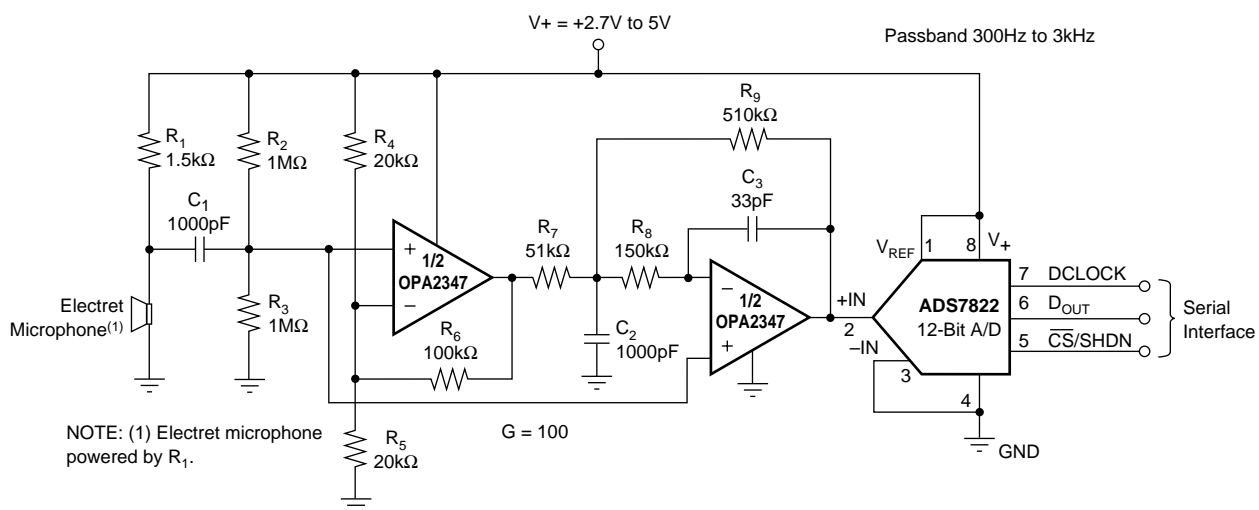 V+ = +2.7V to 5V
Passband 300Hz to 3kHz
R9
510kΩ
R1
1.5kΩ
R2
1MΩ
R4
20kΩ
C3
33pF
C1
1000pF
R7
51kΩ
R8
150kΩ
VREF
1
8
V+
+
1/2
OPA2347
−
−
1/2
OPA2347
+
7
DCLOCK
+IN
2
ADS7822
12-Bit A/D
6
DOUT
Serial
Interface
Electret
Microphone(1)
R3
1MΩ
−IN
3
5
CS/SHDN
R6
100kΩ
C2
1000pF
4
NOTE: (1) Electret microphone
powered by R1.
R5
20kΩ
G = 100
GND